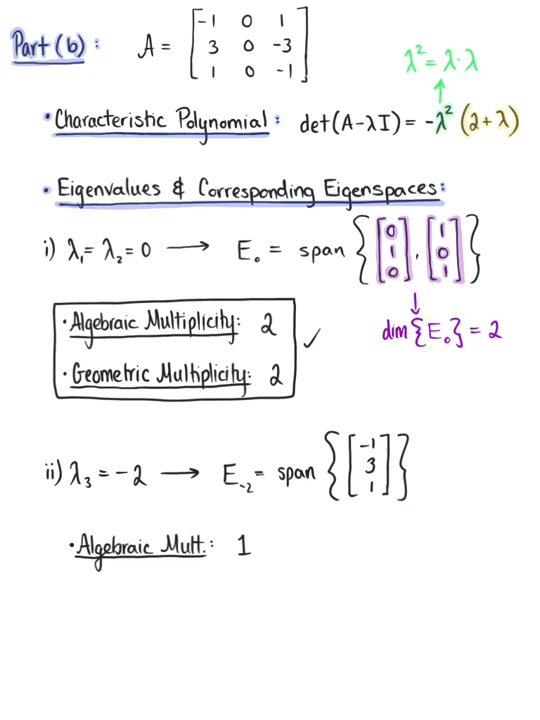 Part (b): A = [-1 0 1; 3 0 -3; 1 0 -1]
λ² = λ·λ
• Characteristic Polynomial: det(A-λI) = -λ² (2+λ)
• Eigenvalues & Corresponding Eigenspaces:
i) λ₁ = λ₂ = 0 → E₀ = span {[0; 1; 0], [1; 0; 1]}
• Algebraic Multiplicity: 2 ✓
dim{E₀} = 2
• Geometric Multiplicity: 2
ii) λ₃ = -2 → E₋₂ = span {[-1; 3; 1]}
• Algebraic Mult.: 1